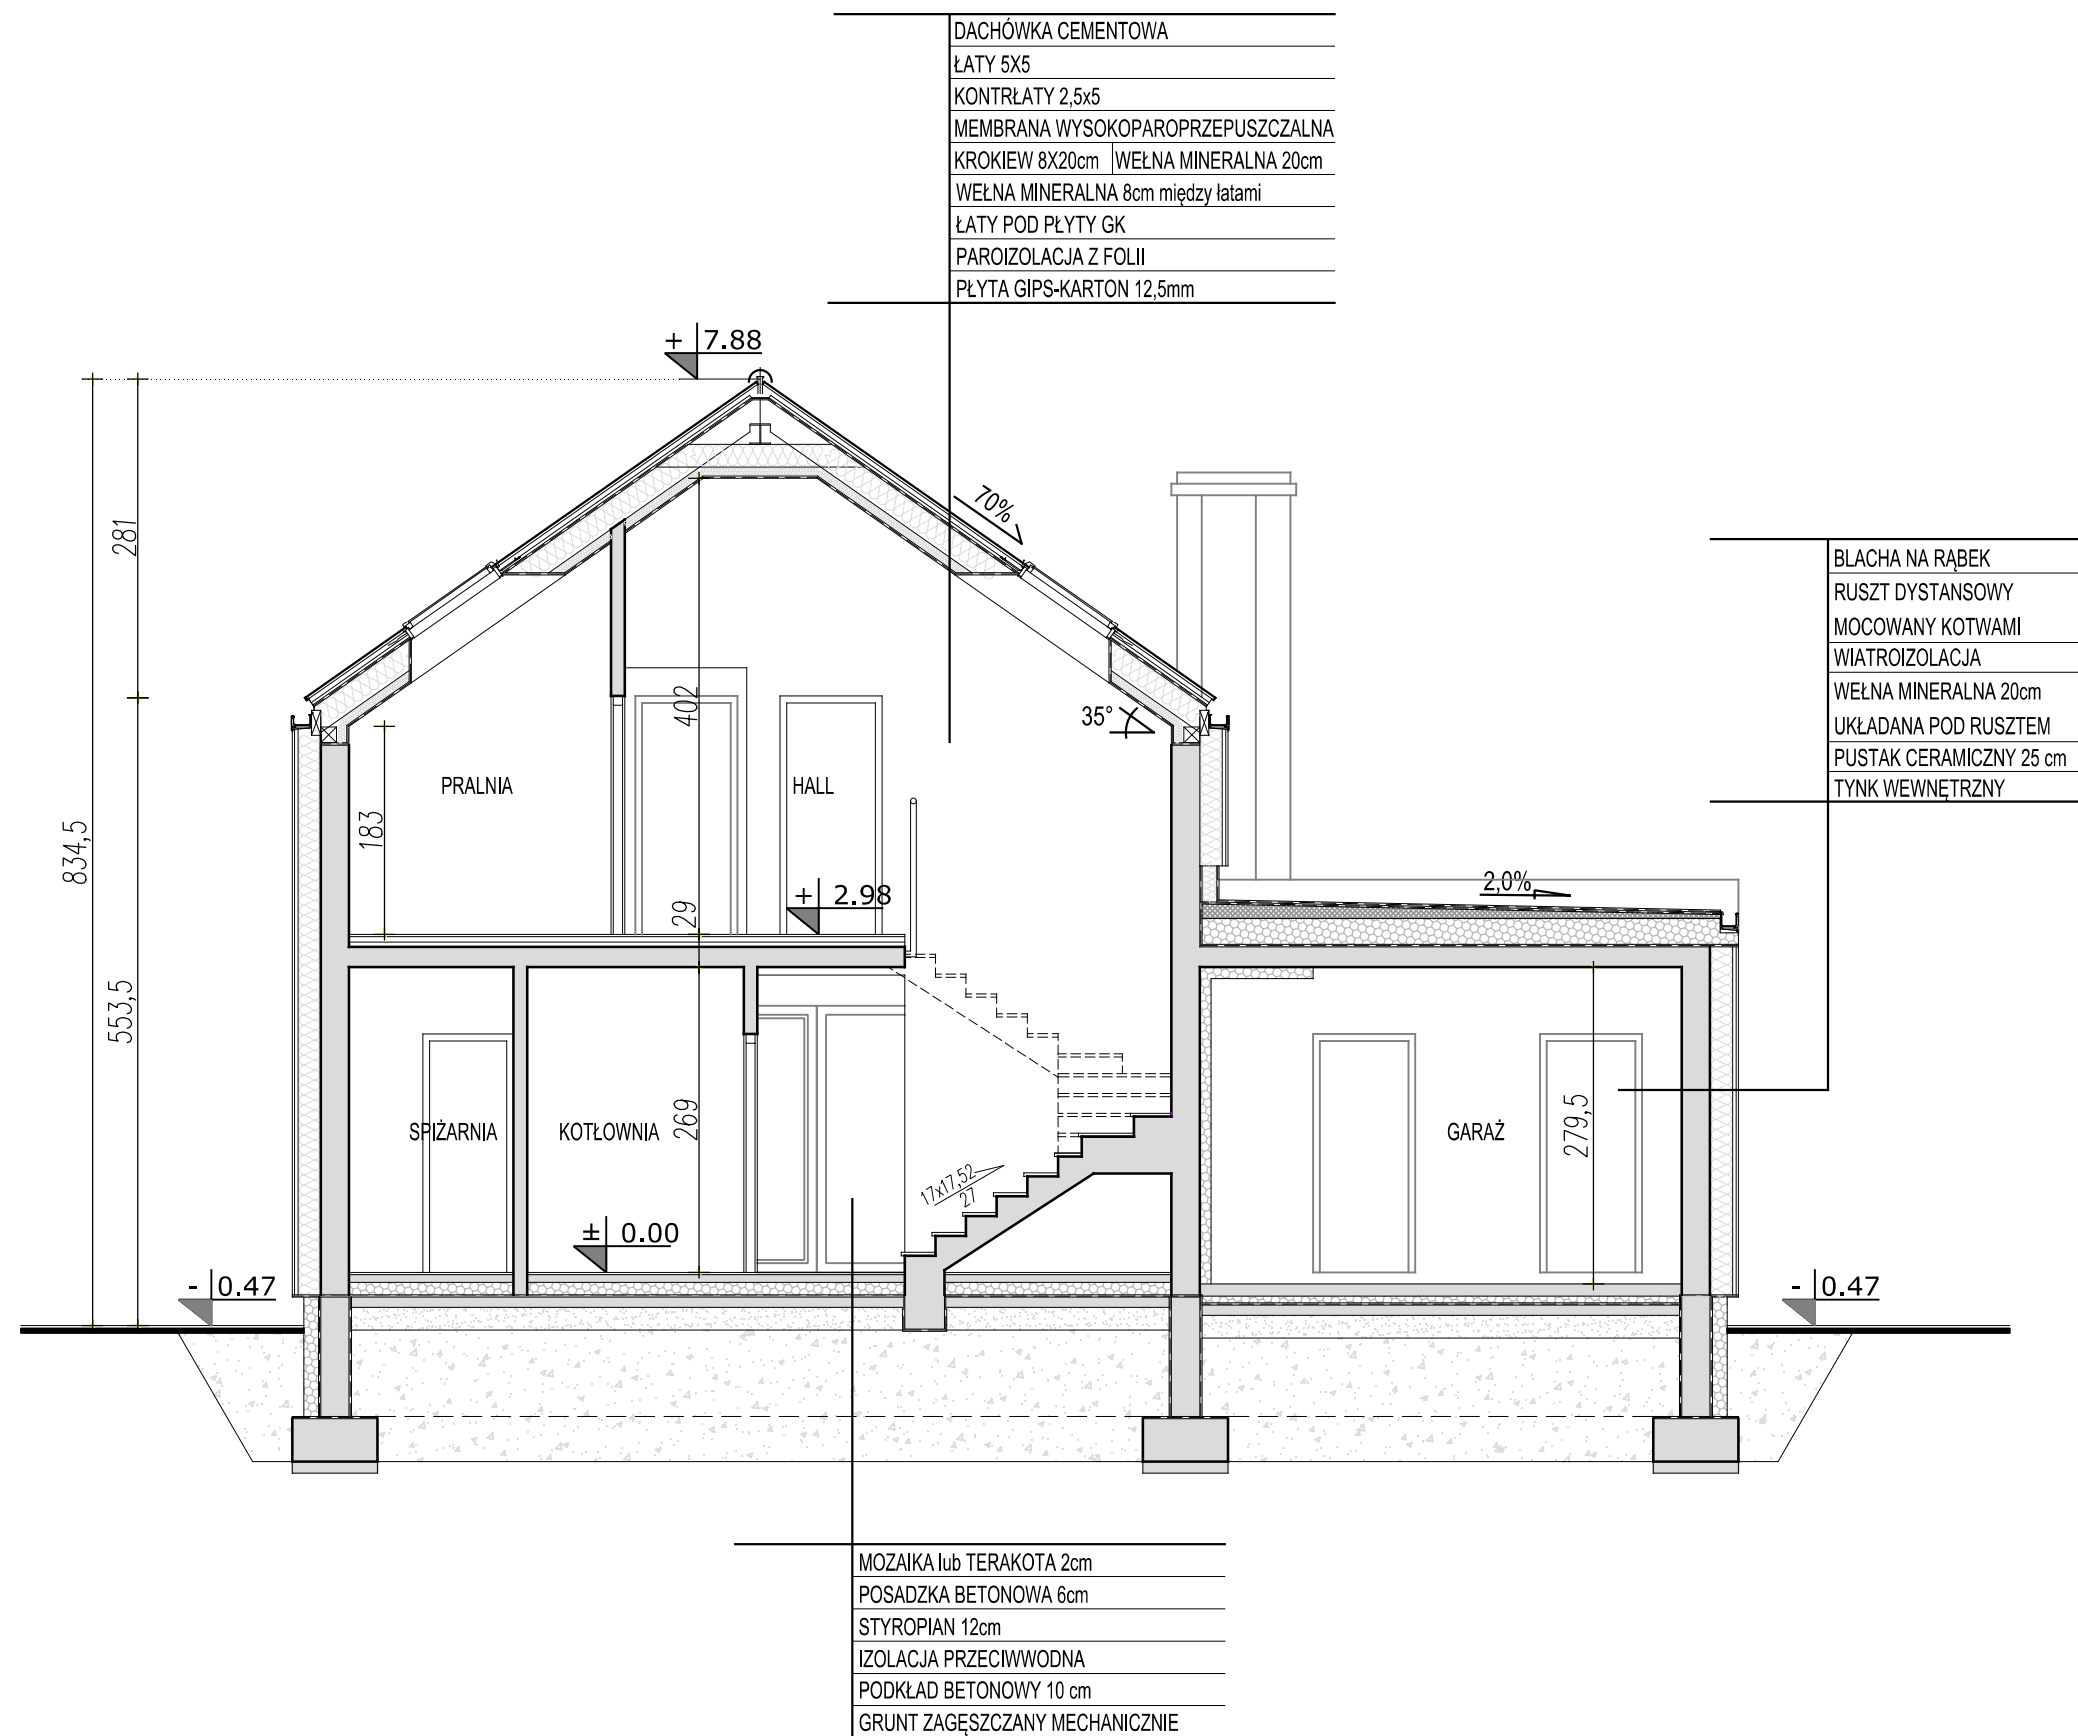 DACHÓWKA CEMENTOWA
ŁATY 5X5
KONTRŁATY 2,5x5
MEMBRANA WYSOKOPAROPRZEPUSZCZALNA
KROKIEW 8X20cm WEŁNA MINERALNA 20cm
WEŁNA MINERALNA 8cm między łatami
ŁATY POD PŁYTY GK
PAROIZOLACJA Z FOLII
PŁYTA GIPS-KARTON 12,5mm
+ 7.88
281
70%
BLACHA NA RĄBEK
RUSZT DYSTANSOWY
MOCOWANY KOTWAMI
WIATROIZOLACJA
WEŁNA MINERALNA 20cm
UKŁADANA POD RUSZTEM
PUSTAK CERAMICZNY 25 cm
TYNK WEWNĘTRZNY
402
35°
PRALNIA
HALL
183
834,5
29
+ 2.98
2,0%
553,5
SPIŻARNIA
KOTŁOWNIA
269
GARAŻ
279,5
17x17,52
27
± 0.00
- 0.47
- 0.47
MOZAIKA lub TERAKOTA 2cm
POSADZKA BETONOWA 6cm
STYROPIAN 12cm
IZOLACJA PRZECIWWODNA
PODKŁAD BETONOWY 10 cm
GRUNT ZAGĘSZCZANY MECHANICZNIE